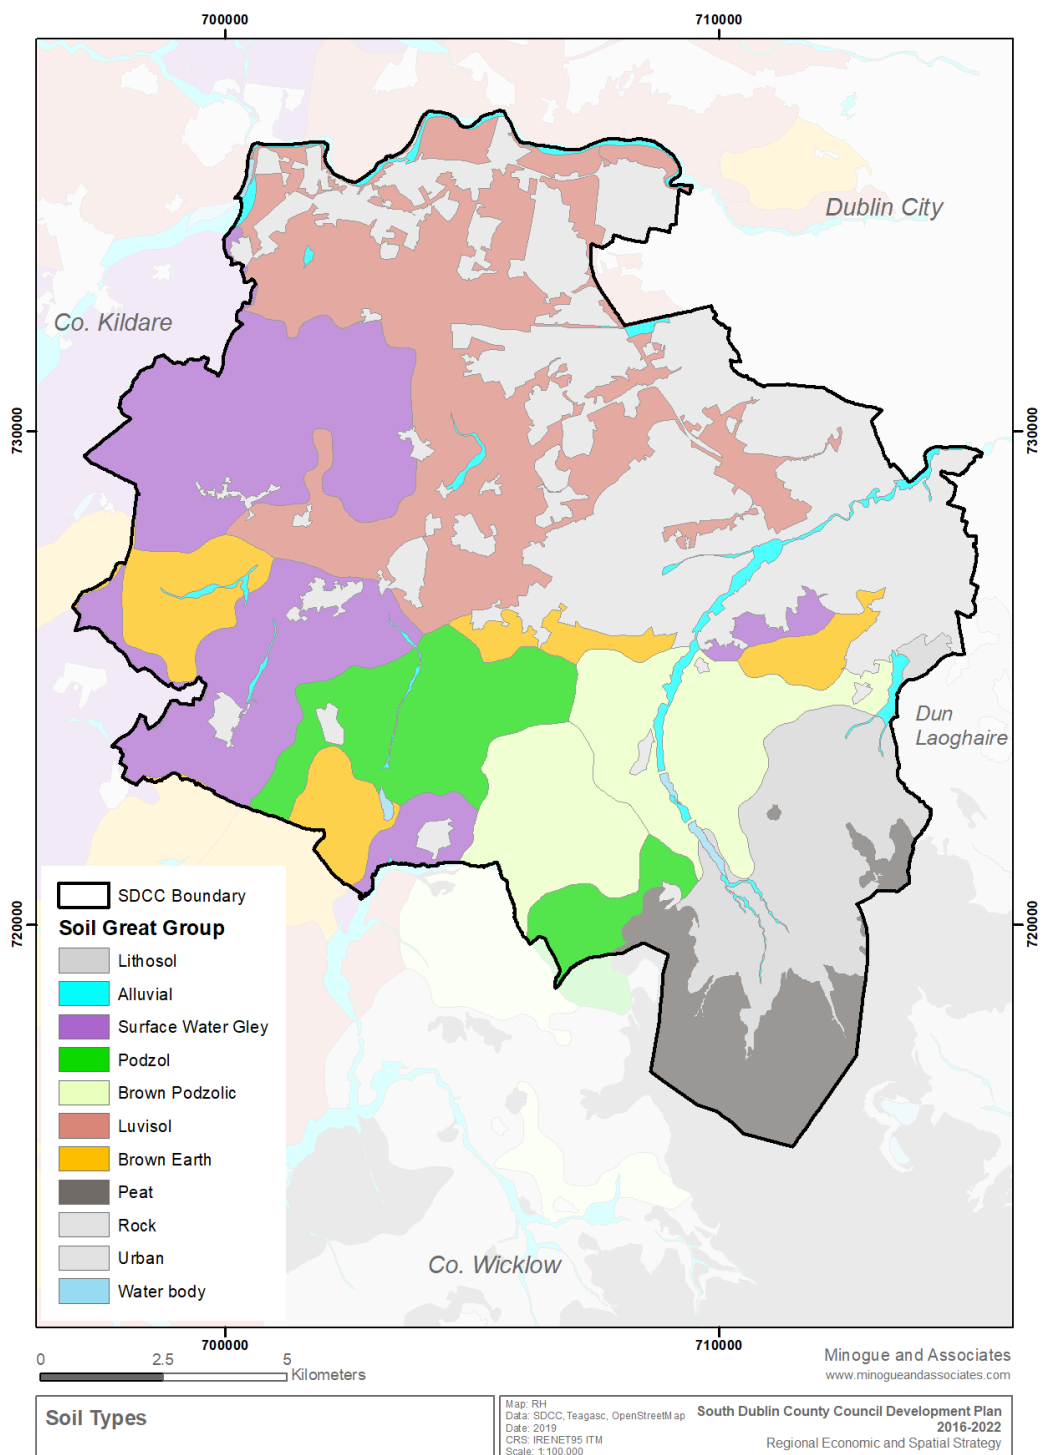 700000
710000
Dublin City
Co. Kildare
730000
730000
Dun
Laoghaire
SDCC Boundary
Soil Great Group
Lithosol
Alluvial
Surface Water Gley
Podzol
Brown Podzolic
Luvisol
Brown Earth
Peat
Rock
Urban
Water body
720000
720000
Co. Wicklow
700000
710000
0 2.5 5
Kilometers
Minogue and Associates
www.minogueandassociates.com
Soil Types
Map: RH
Data: SDCC, Teagasc, OpenStreetMap
Date: 2019
CRS: IRENET95 ITM
Scale: 1:100,000
South Dublin County Council Development Plan
2016-2022
Regional Economic and Spatial Strategy